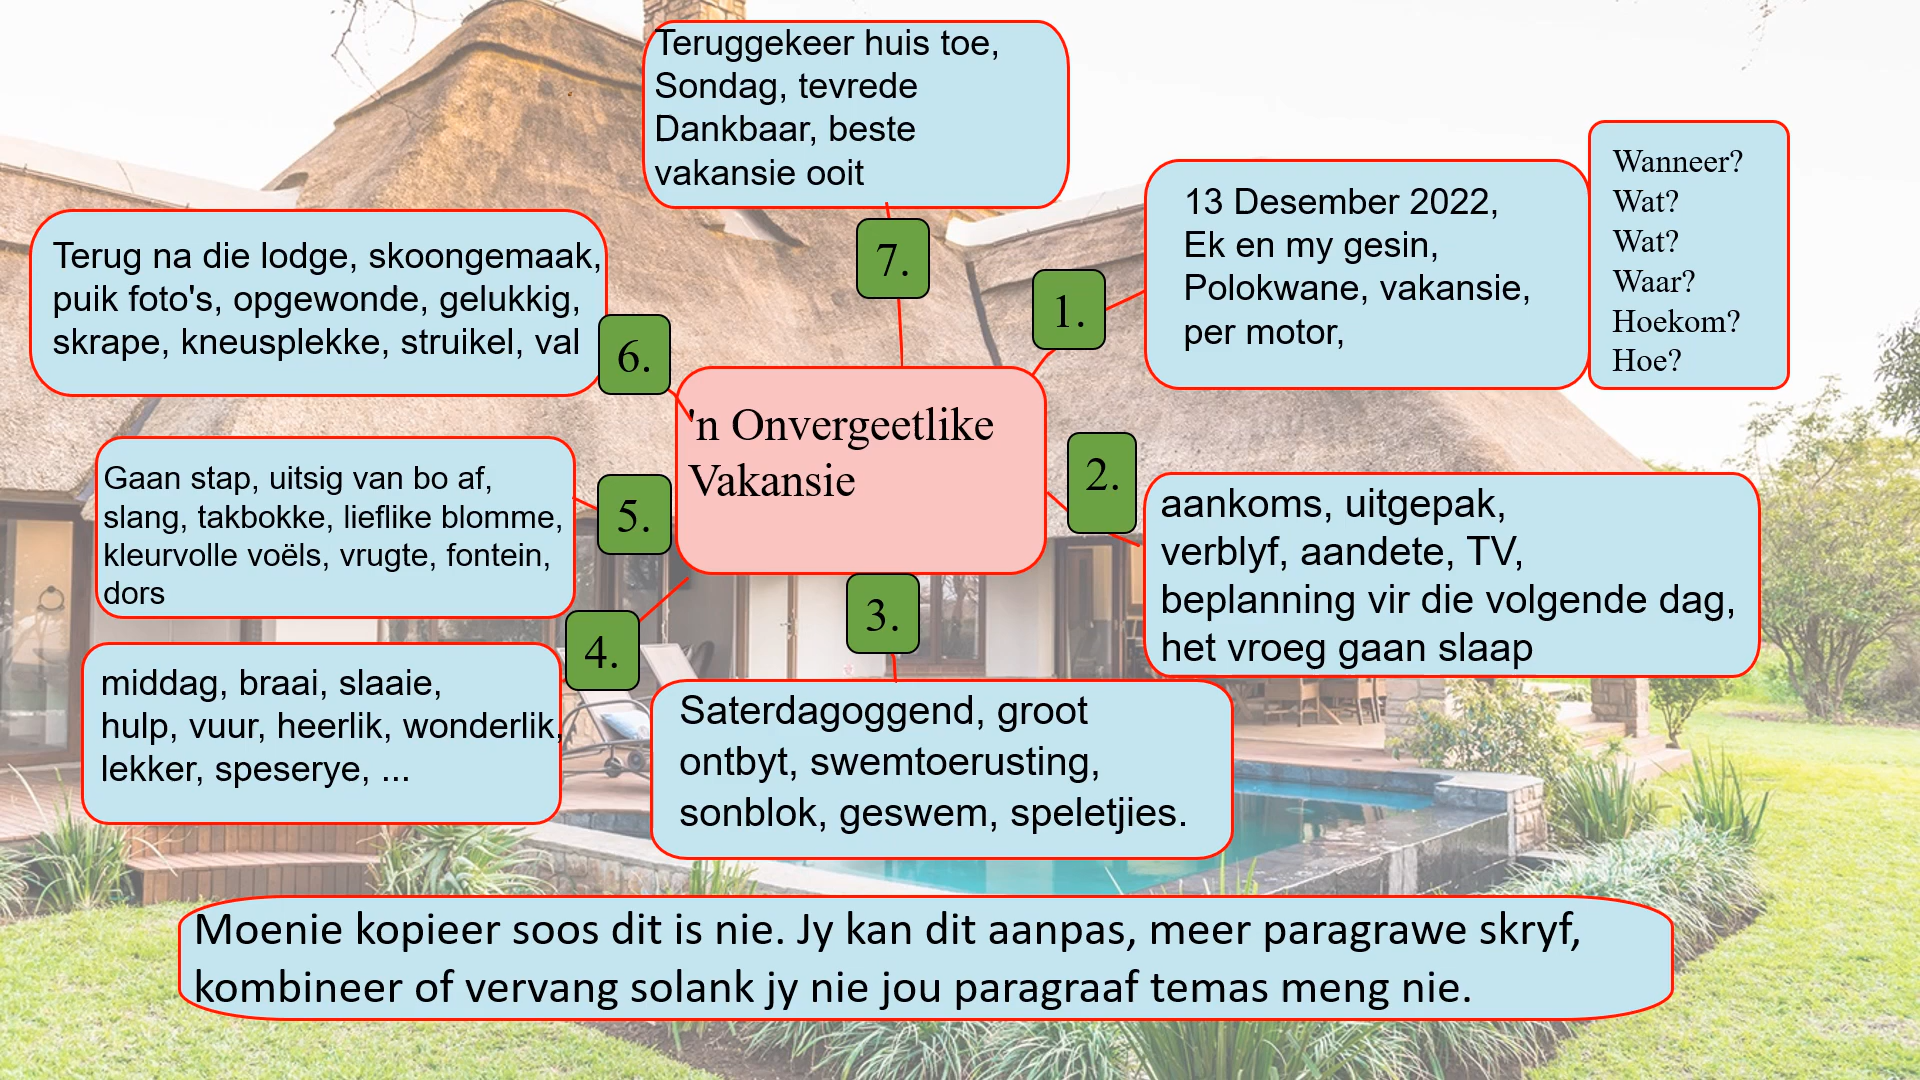 'n Onvergeetlike
Vakansie
1.
13 Desember 2022,
Ek en my gesin,
Polokwane, vakansie,
per motor,
Wanneer?
Wat?
Wat?
Waar?
Hoekom?
Hoe?
2.
aankoms, uitgepak,
verblyf, aandete, TV,
beplanning vir die volgende dag,
het vroeg gaan slaap
3.
Saterdagoggend, groot
ontbyt, swemtoerusting,
sonblok, geswem, speletjies.
4.
middag, braai, slaaie,
hulp, vuur, heerlik, wonderlik,
lekker, speserye, ...
5.
Gaan stap, uitsig van bo af,
slang, takbokke, lieflike blomme,
kleurvolle voëls, vrugte, fontein,
dors
6.
Terug na die lodge, skoongemaak,
puik foto's, opgewonde, gelukkig,
skrape, kneusplekke, struikel, val
7.
Teruggekeer huis toe,
Sondag, tevrede
Dankbaar, beste
vakansie ooit
Moenie kopieer soos dit is nie. Jy kan dit aanpas, meer paragrawe skryf,
kombineer of vervang solank jy nie jou paragraaf temas meng nie.